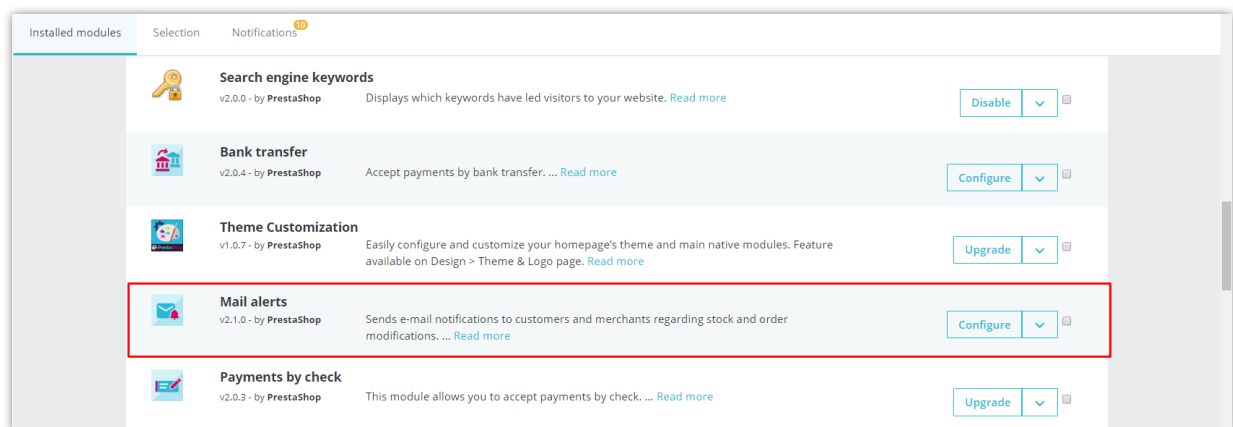 Installed modules Selection Notifications 10
Search engine keywords
v2.0.0 - by PrestaShop Displays which keywords have led visitors to your website. Read more
Disable
Bank transfer
v2.0.4 - by PrestaShop Accept payments by bank transfer. ... Read more
Configure
Theme Customization
v1.0.7 - by PrestaShop Easily configure and customize your homepage's theme and main native modules. Feature
available on Design > Theme & Logo page. Read more
Upgrade
Mail alerts
v2.1.0 - by PrestaShop Sends e-mail notifications to customers and merchants regarding stock and order
modifications. ... Read more
Configure
Payments by check
v2.0.3 - by PrestaShop This module allows you to accept payments by check. ... Read more
Upgrade